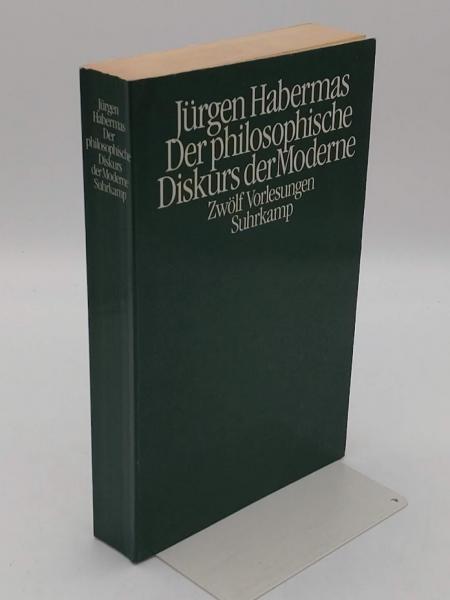 Jürgen Habermas
Der philosophische
Diskurs der Moderne
Zwölf Vorlesungen
Suhrkamp
Jürgen
Habermas
Der
philosophische
Diskurs
der Moderne
Suhrkamp